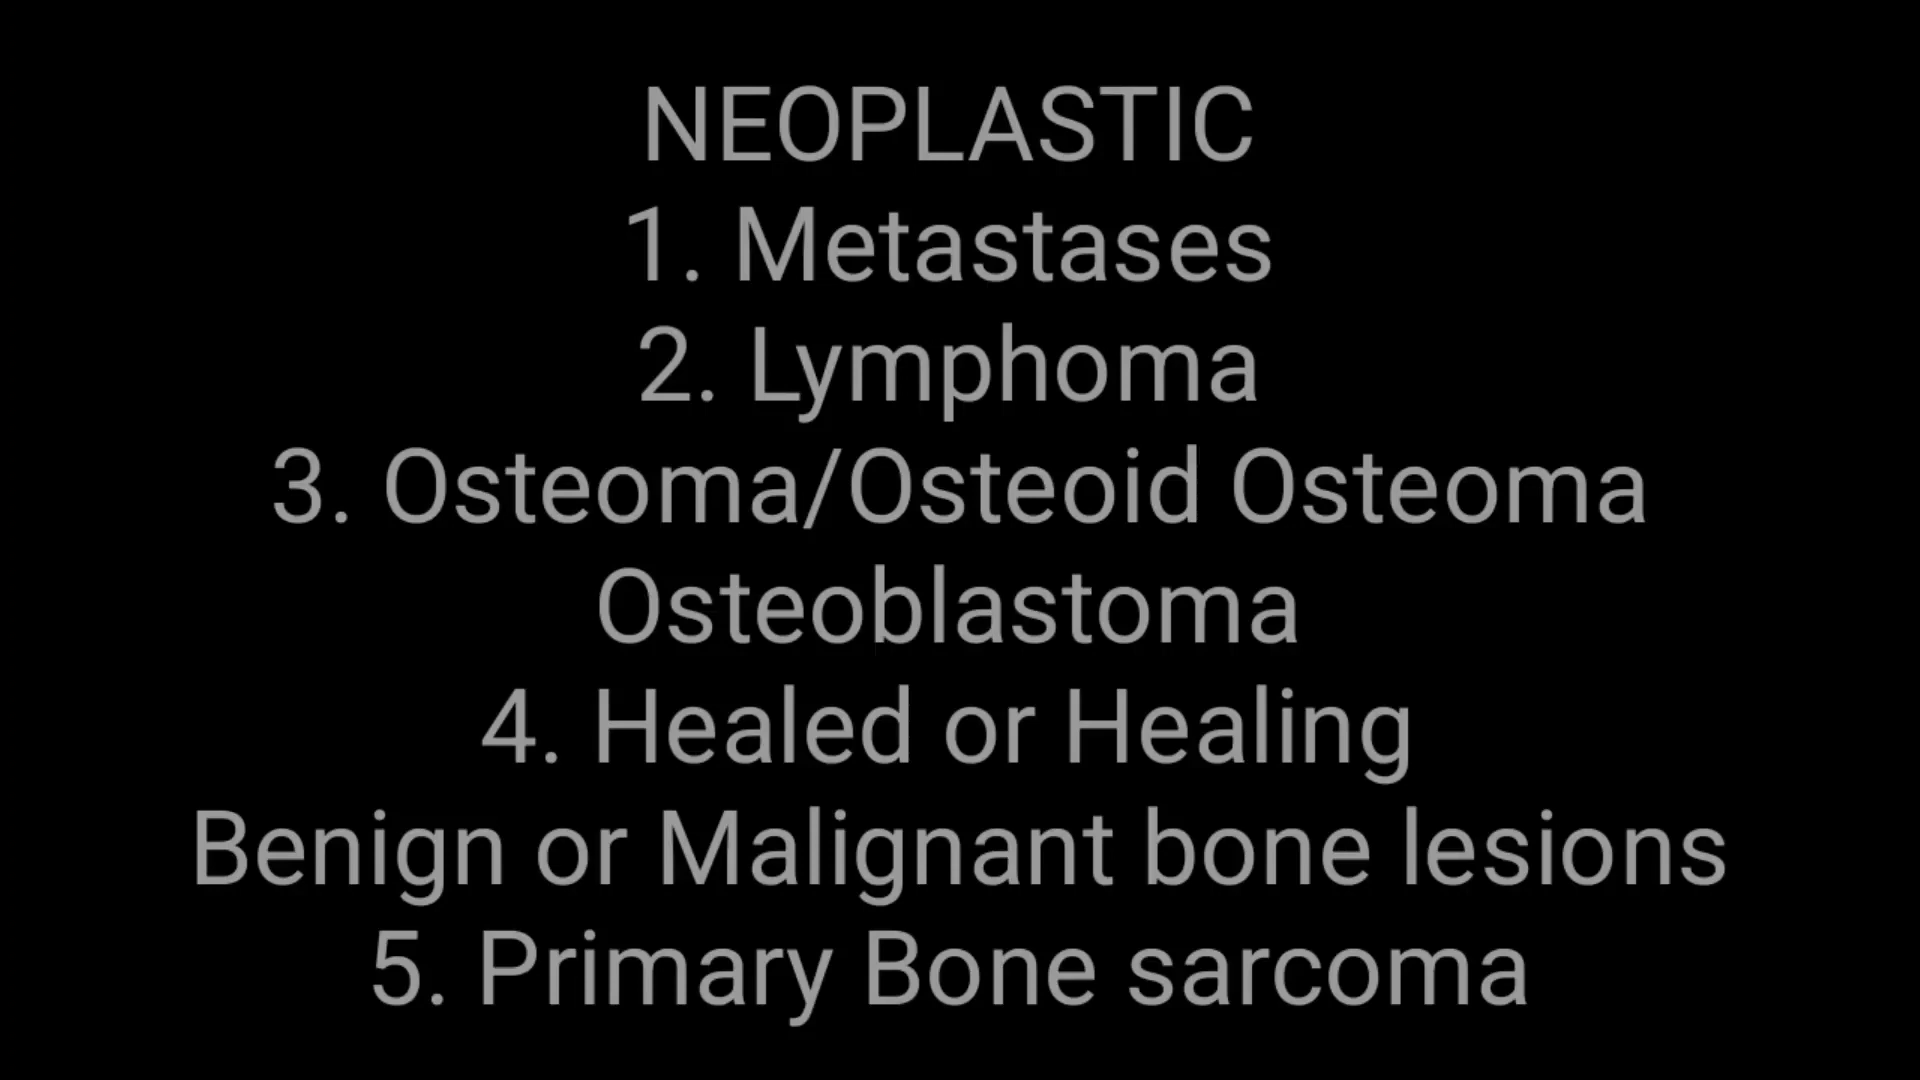 NEOPLASTIC
1. Metastases
2. Lymphoma
3. Osteoma/Osteoid Osteoma
Osteoblastoma
4. Healed or Healing
Benign or Malignant bone lesions
5. Primary Bone sarcoma